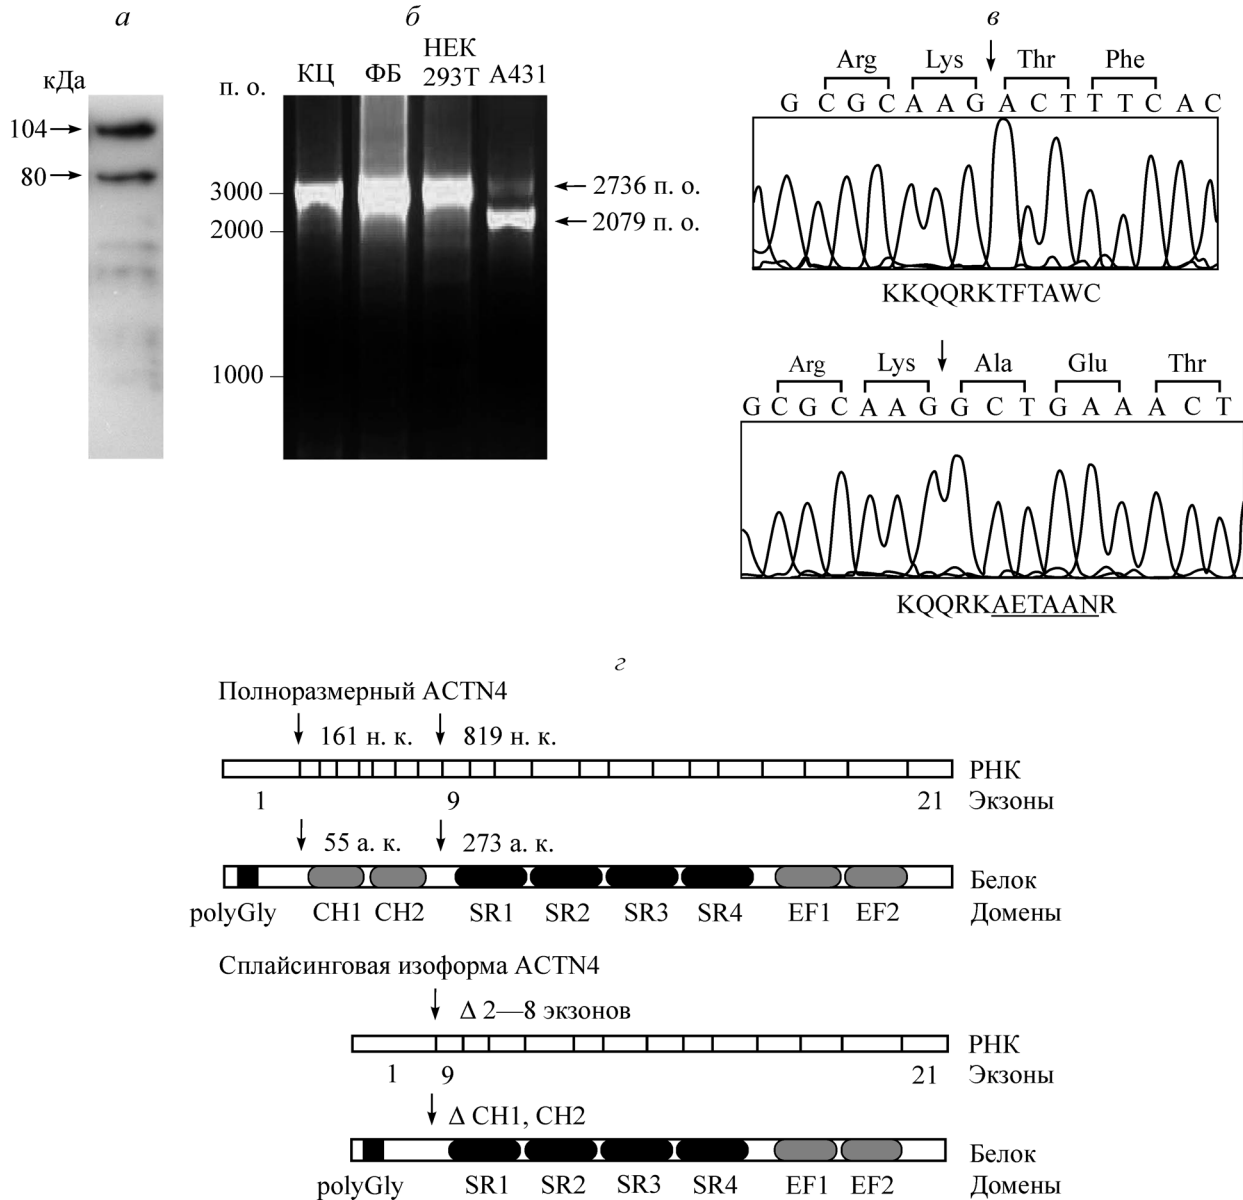 а
кДа
104
80
б
п. о.
КЦ ФБ НЕК 293Т А431
3000
2000
1000
2736 п. о.
2079 п. о.
в
Arg Lys Thr Phe
G C G C A A G A C T T T C A C
KKQQRKTFTAWC
Arg Lys Ala Glu Thr
G C G C A A G G C T G A A A C T
KQQRKAETAANR
г
Полноразмерный ACTN4
161 н. к. 819 н. к.
РНК
1 9 21 Экзоны
55 а. к. 273 а. к.
Белок
polyGly CH1 CH2 SR1 SR2 SR3 SR4 EF1 EF2 Домены
Сплайсинговая изоформа ACTN4
Δ 2—8 экзонов
РНК
1 9 21 Экзоны
Δ CH1, CH2
Белок
polyGly SR1 SR2 SR3 SR4 EF1 EF2 Домены